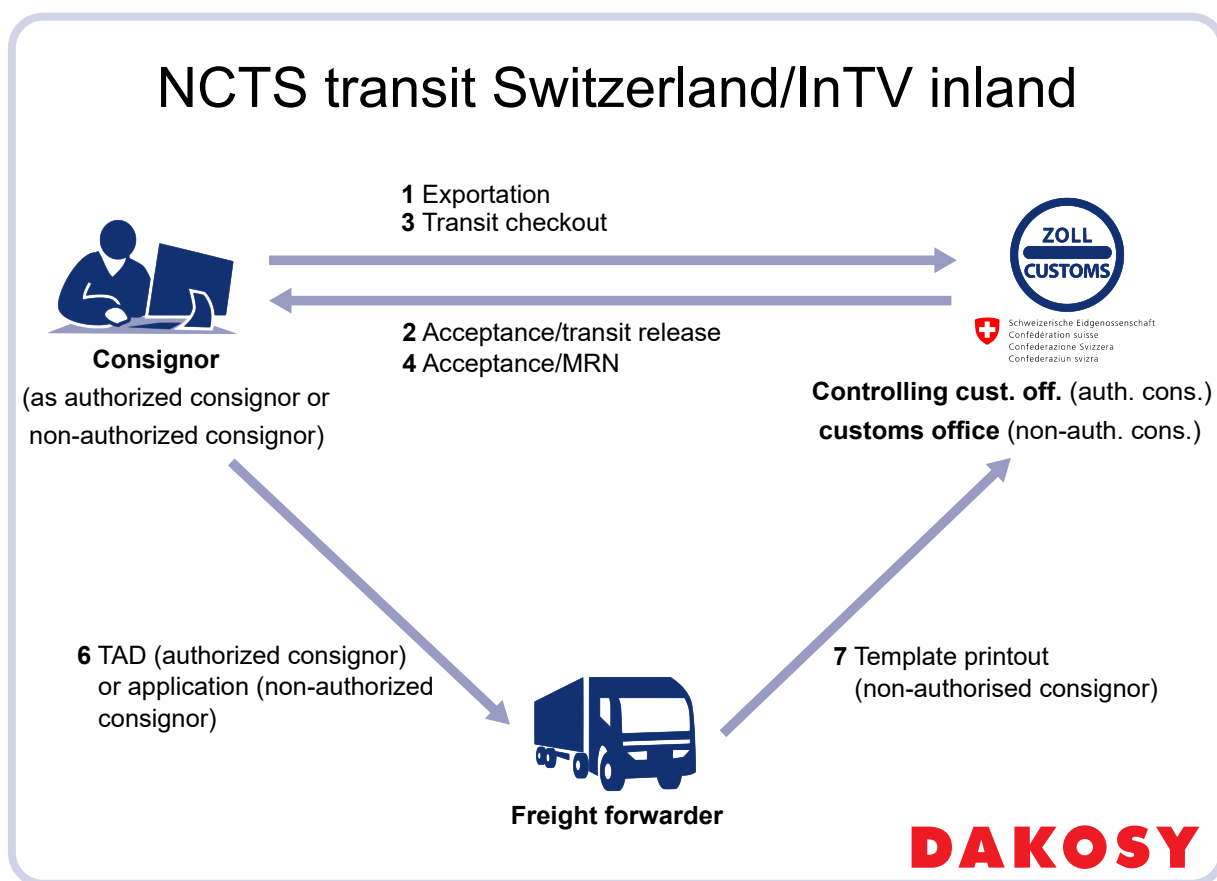 NCTS transit Switzerland/InTV inland
1 Exportation
3 Transit checkout
ZOLL
CUSTOMS
Schweizerische Eidgenossenschaft
Confédération suisse
Confederazione Svizzera
Confederaziun svizra
2 Acceptance/transit release
4 Acceptance/MRN
Consignor
(as authorized consignor or
non-authorized consignor)
Controlling cust. off. (auth. cons.)
customs office (non-auth. cons.)
6 TAD (authorized consignor)
or application (non-authorized
consignor)
7 Template printout
(non-authorised consignor)
Freight forwarder
DAKOSY